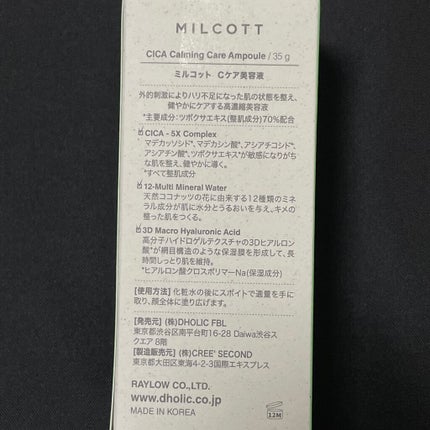 MILCOTT
CICA Calming Care Ampoule / 35 g
ミルコット Cケア美容液
外的刺激によりハリ不足になった肌の状態を整え、
健やかにケアする高濃縮美容液
*主要成分：ツボクサエキス(整肌成分)70%配合
☑CICA - 5X Complex
マデカッソシド*､マデカシン酸*､アシアチコシド*､
アシアチン酸*､ツボクサエキス*が敏感になりがち
な肌を整え、健やかに導く。
*すべて整肌成分
☑12-Multi Mineral Water
天然ココナッツの花に由来する12種類のミネ
ラル成分が肌に水分とうるおいを与え、キメの
整った肌をつくる。
☑3D Macro Hyaluronic Acid
高分子ハイドロゲルテクスチャの3Dヒアルロン
酸*が網目構造のような保湿膜を形成して、長
時間しっとり肌を維持。
*ヒアルロン酸クロスポリマーNa(保湿成分)
[使用方法] 化粧水の後にスポイトで適量を手に
取り、顔全体に塗り広げます。
[発売元] (株)DHOLIC FBL
東京都渋谷区南平台町16-28 Daiwa渋谷ス
クエア 8階
[製造販売元] (株)CREE' SECOND
東京都大田区東海4-2-3国際エキスプレス
RAYLOW CO.,LTD.
www.dholic.co.jp
MADE IN KOREA
12M